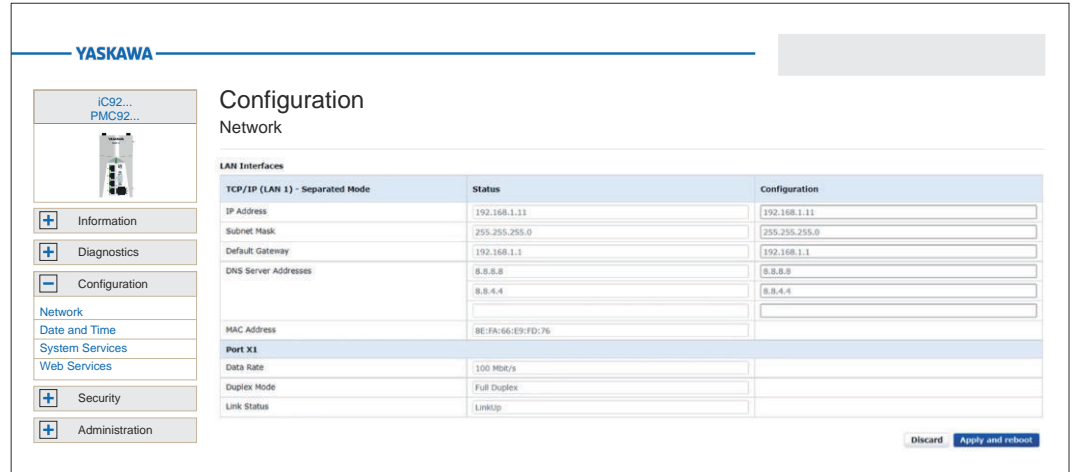 YASKAWA
iC92...
PMC92...
Configuration
Network
YASKAWA
LAN Interfaces
TCP/IP (LAN 1) - Separated Mode Status Configuration
IP Address 192.168.1.11 192.168.1.11
Subnet Mask 255.255.255.0 255.255.255.0
Default Gateway 192.168.1.1 192.168.1.1
DNS Server Addresses 8.8.8.8 8.8.8.8
8.8.4.4 8.8.4.4
MAC Address 8E:FA:66:E9:FD:76
Port X1
Data Rate 100 Mbit/s
Duplex Mode Full Duplex
Link Status LinkUp
Information
Diagnostics
Configuration
Network
Date and Time
System Services
Web Services
Security
Administration
Discard Apply and reboot